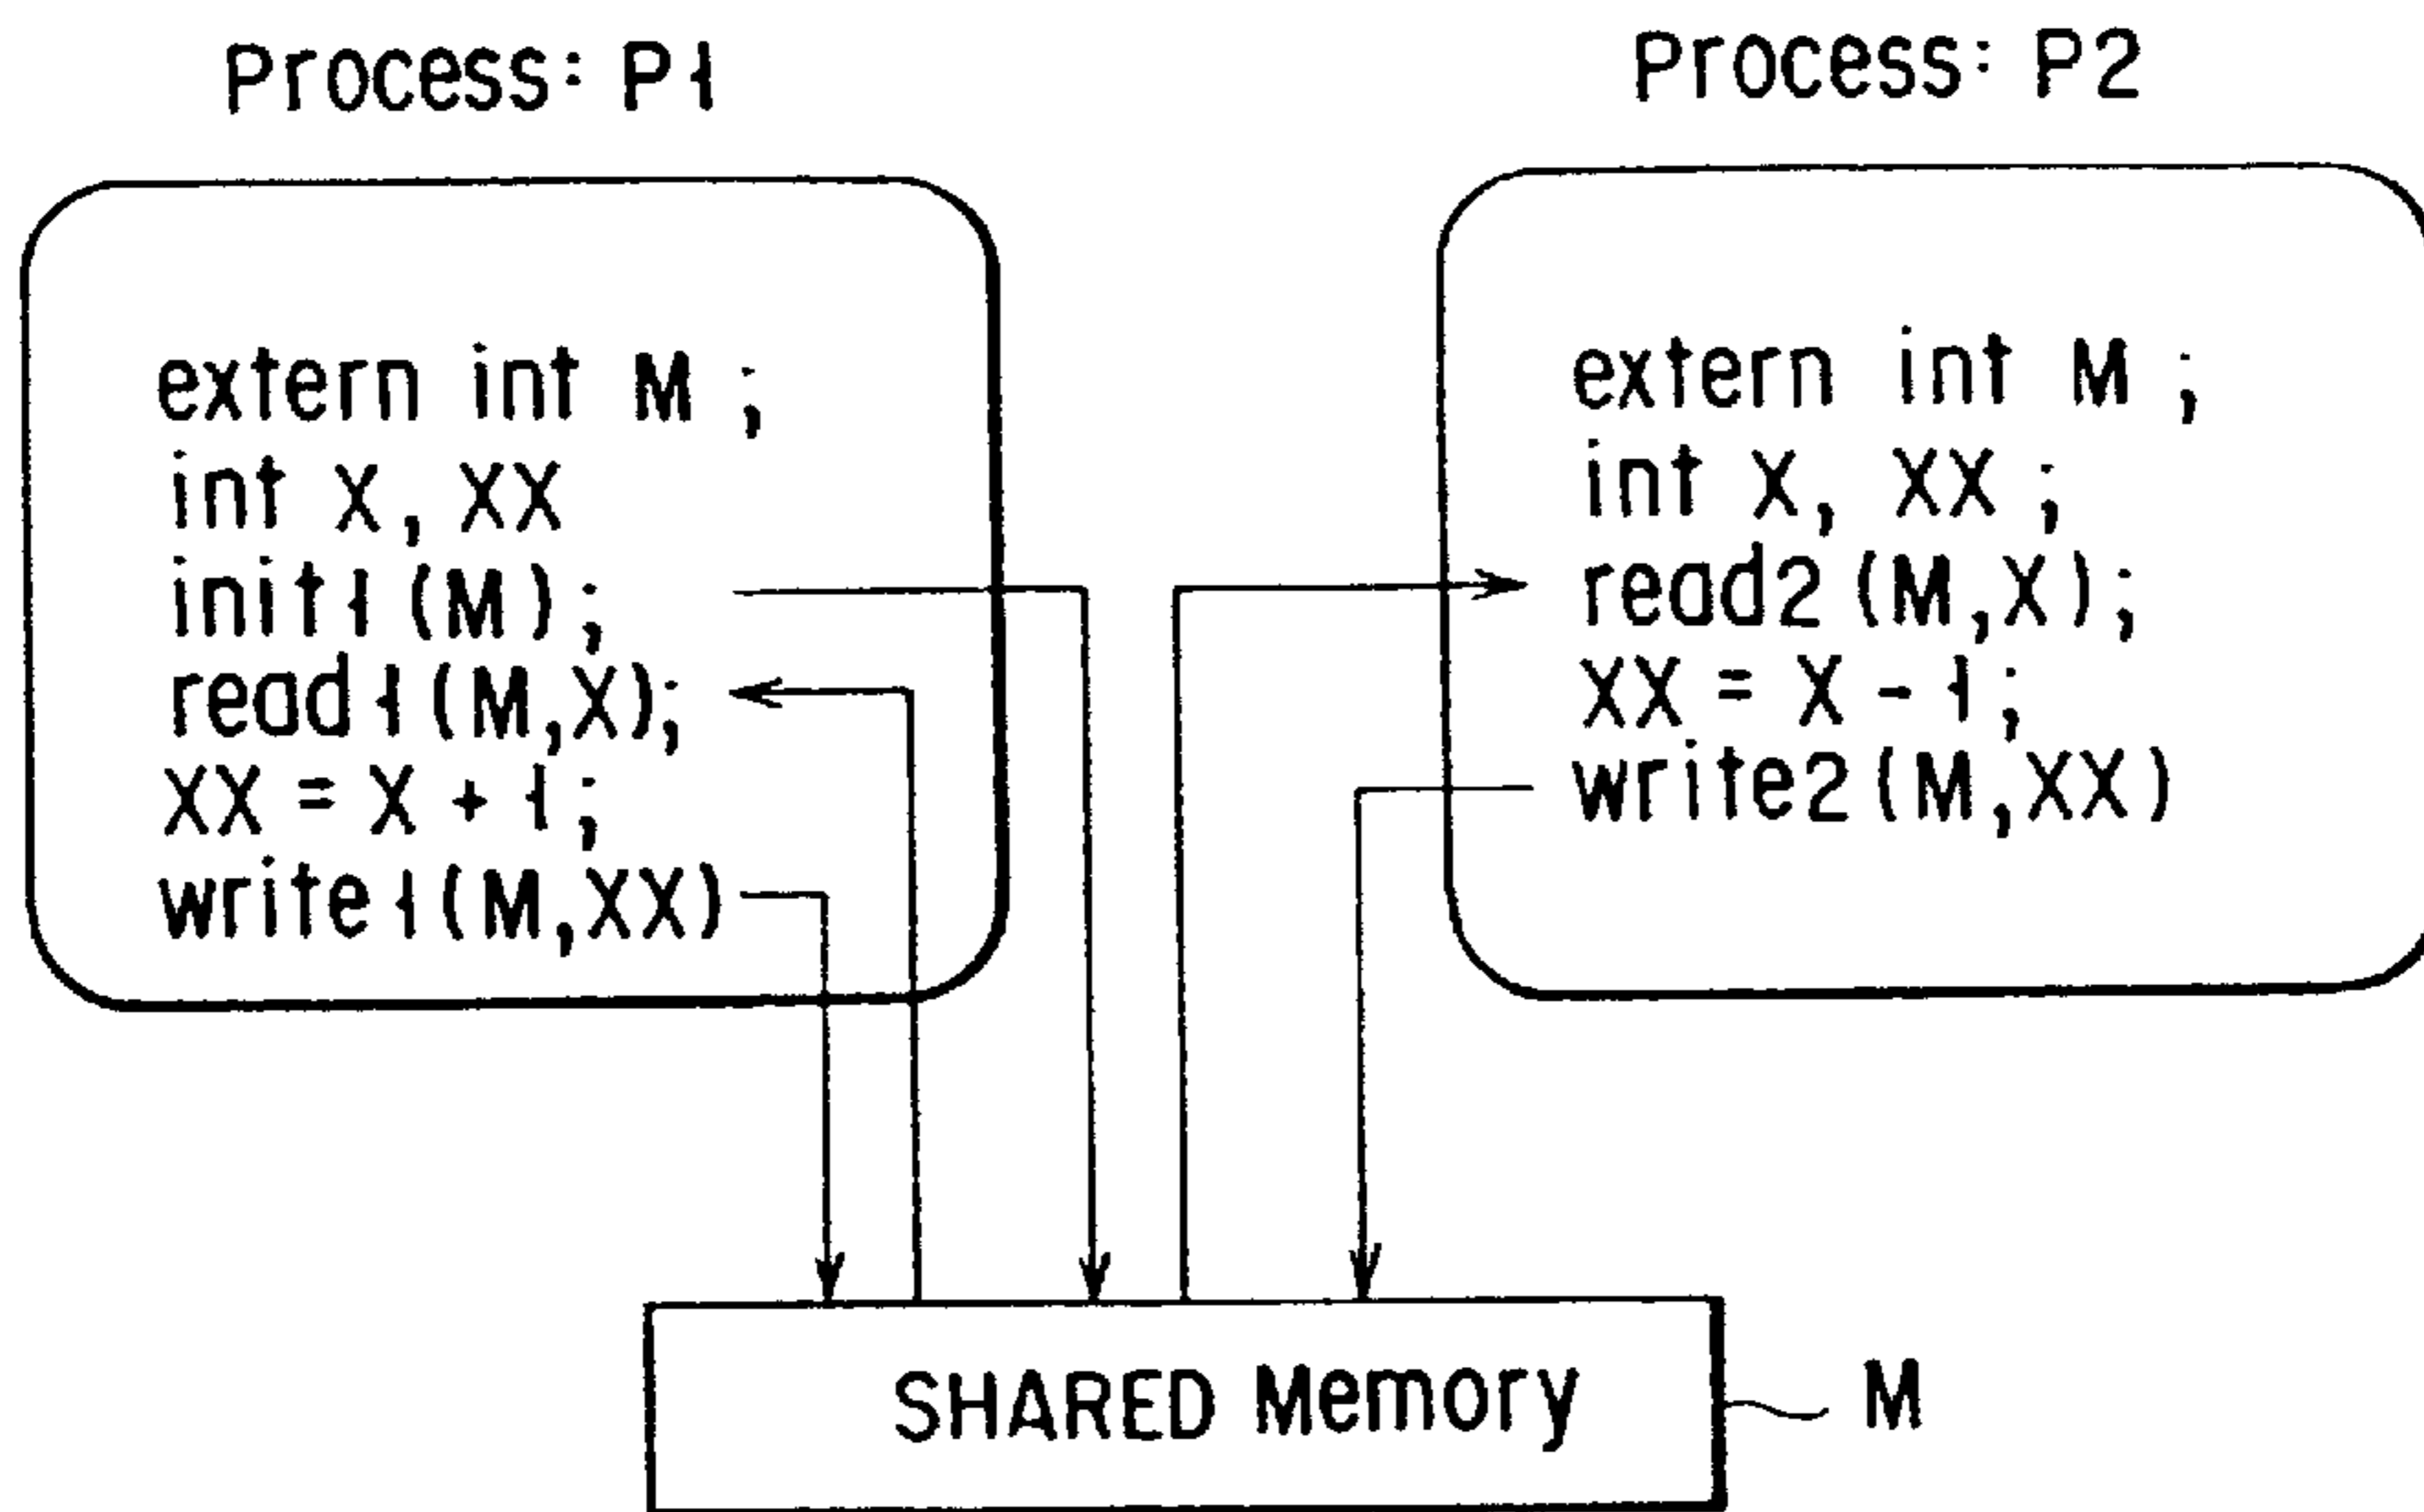 Process: P1
extern int M ;
int X, XX
init1 (M);
read1 (M,X);
XX = X + 1;
write1 (M,XX)
Process: P2
extern int M ;
int X, XX ;
read2 (M,X);
XX = X - 1;
write2 (M,XX)
SHARED Memory
M